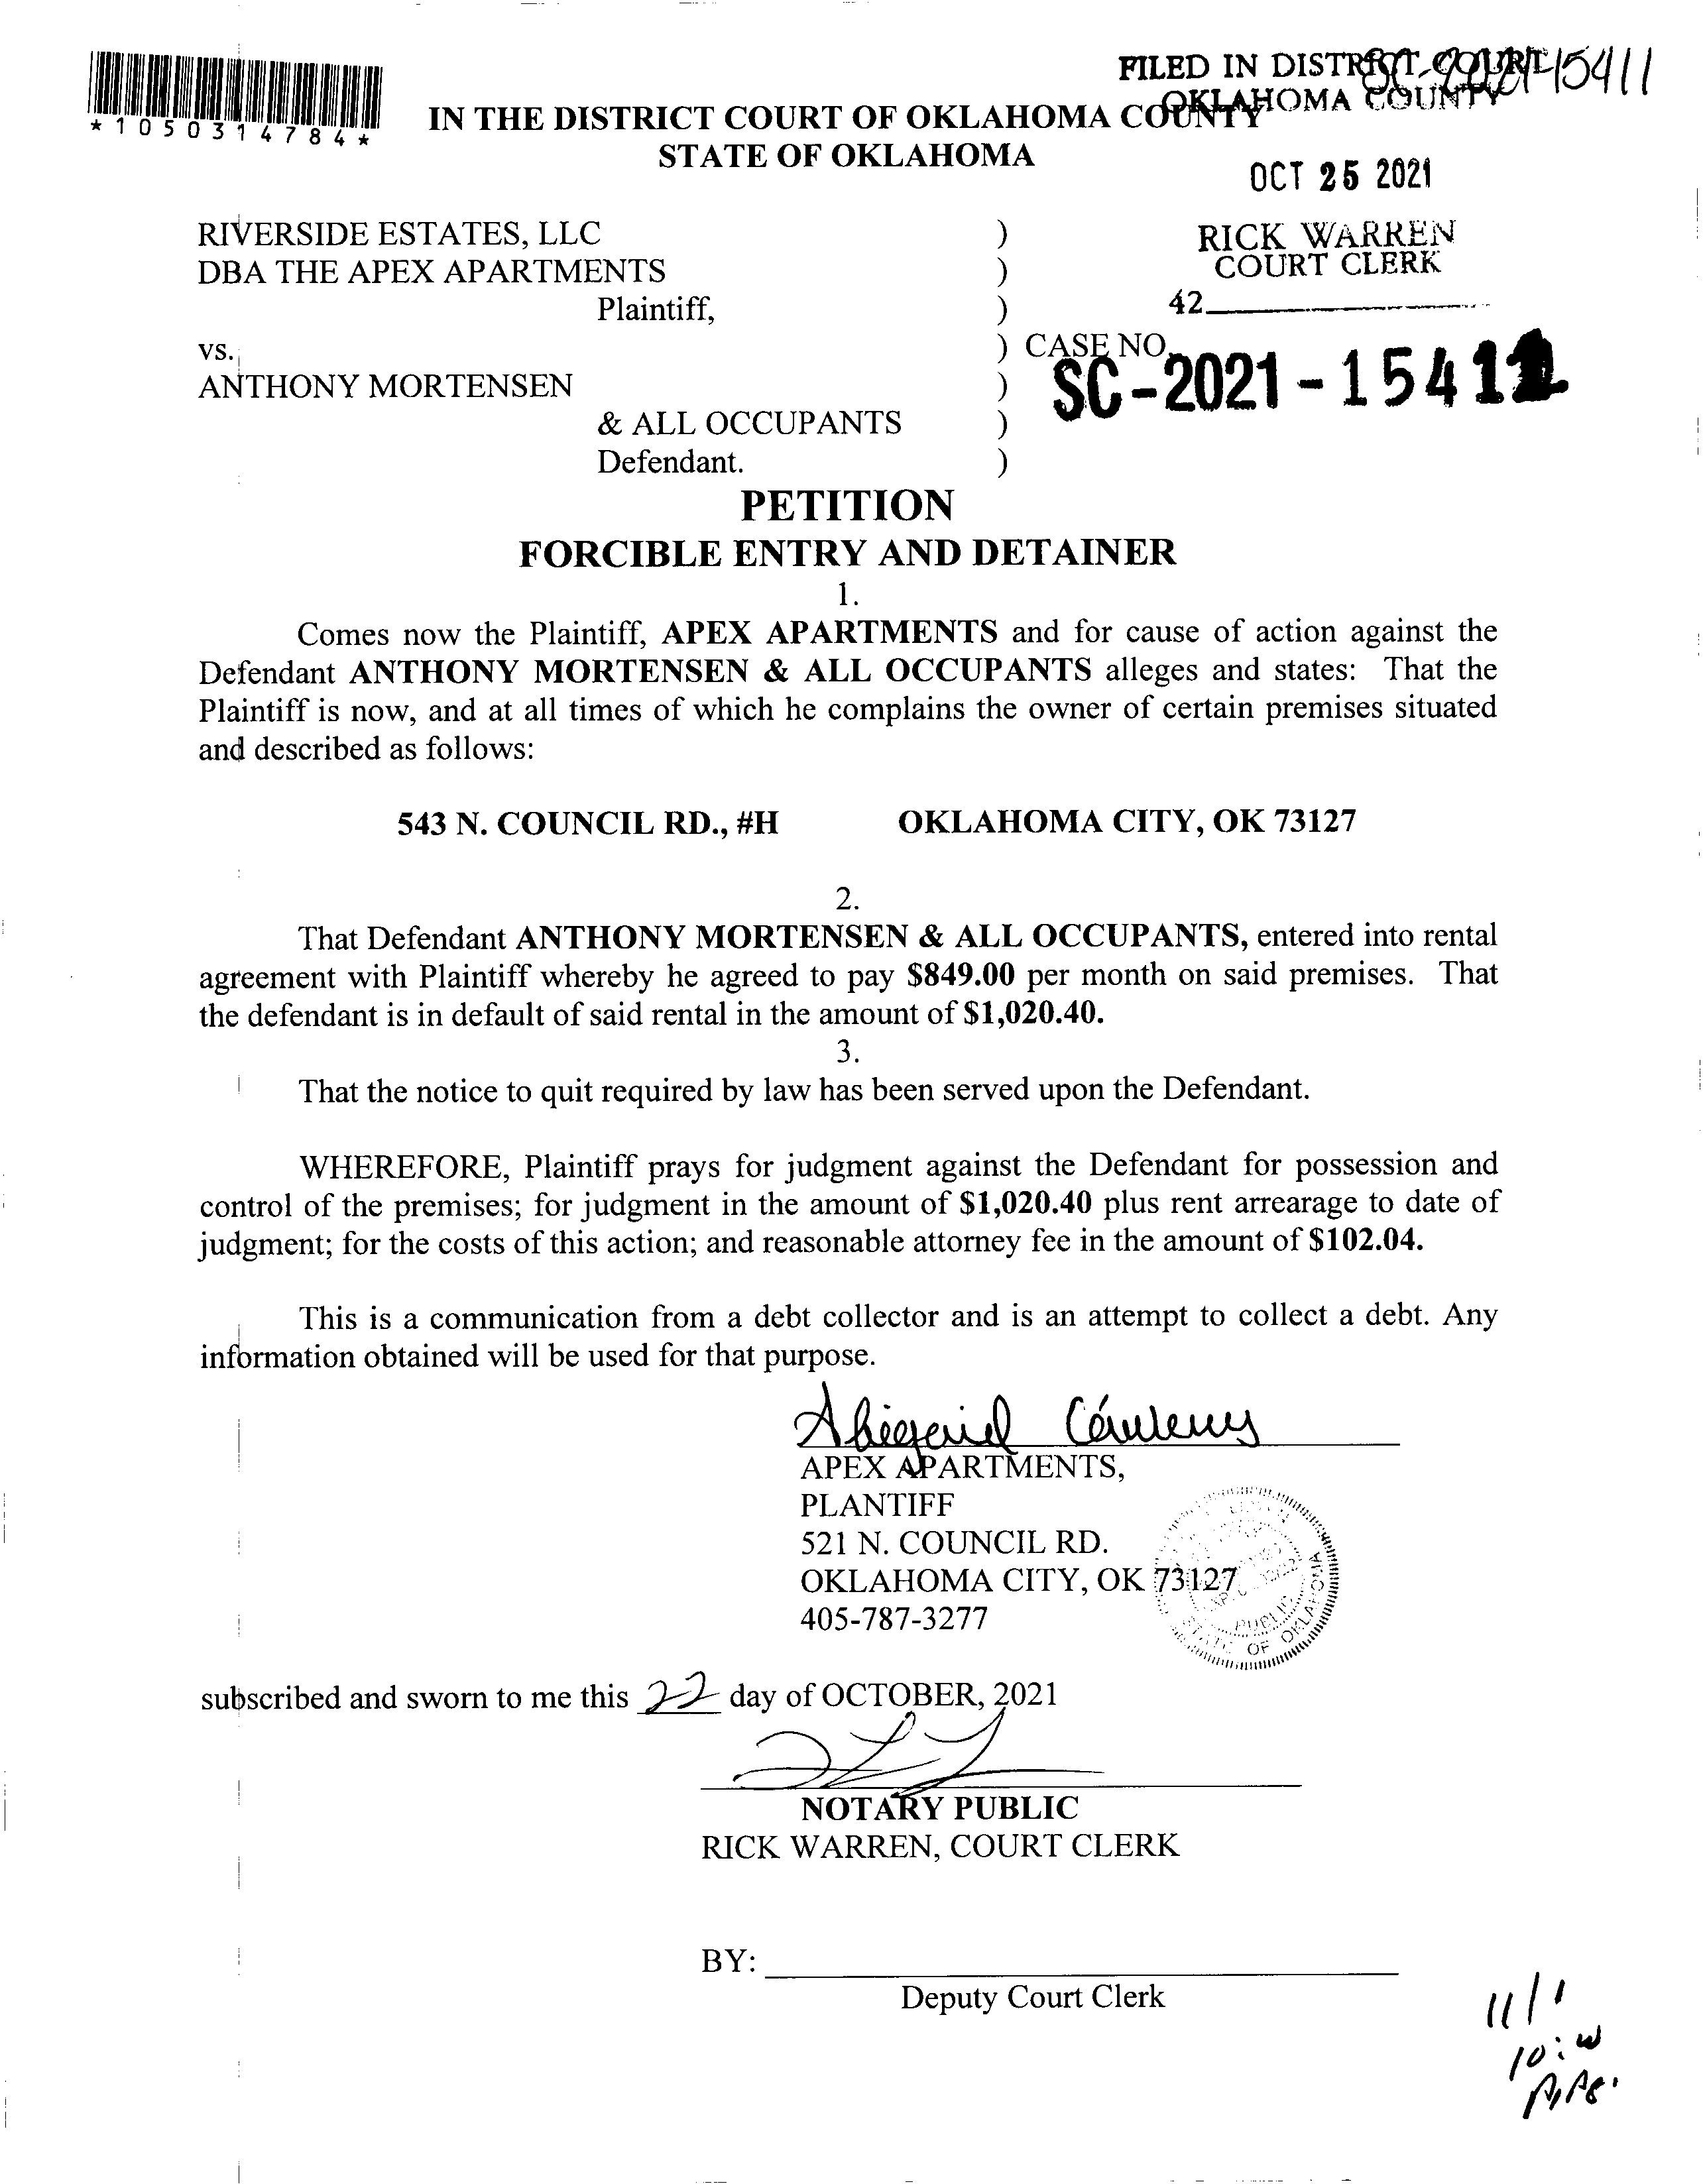 *1050314784*
FILED IN DISTRICT COURT
OKLAHOMA COUNTY
SC-2021-15411
IN THE DISTRICT COURT OF OKLAHOMA COUNTY
STATE OF OKLAHOMA
OCT 25 2021
RICK WARREN
COURT CLERK
42
RIVERSIDE ESTATES, LLC )
DBA THE APEX APARTMENTS )
Plaintiff, )
vs. ) CASE NO.
SC-2021-15411
ANTHONY MORTENSEN )
& ALL OCCUPANTS )
Defendant. )
PETITION
FORCIBLE ENTRY AND DETAINER
1.
Comes now the Plaintiff, APEX APARTMENTS and for cause of action against the
Defendant ANTHONY MORTENSEN & ALL OCCUPANTS alleges and states: That the
Plaintiff is now, and at all times of which he complains the owner of certain premises situated
and described as follows:
543 N. COUNCIL RD., #H OKLAHOMA CITY, OK 73127
2.
That Defendant ANTHONY MORTENSEN & ALL OCCUPANTS, entered into rental
agreement with Plaintiff whereby he agreed to pay $849.00 per month on said premises. That
the defendant is in default of said rental in the amount of $1,020.40.
3.
That the notice to quit required by law has been served upon the Defendant.
WHEREFORE, Plaintiff prays for judgment against the Defendant for possession and
control of the premises; for judgment in the amount of $1,020.40 plus rent arrearage to date of
judgment; for the costs of this action; and reasonable attorney fee in the amount of $102.04.
This is a communication from a debt collector and is an attempt to collect a debt. Any
information obtained will be used for that purpose.
APEX APARTMENTS,
PLANTIFF
521 N. COUNCIL RD.
OKLAHOMA CITY, OK 73127
405-787-3277
PUBLIC
STATE OF OKLAHOMA
subscribed and sworn to me this 22 day of OCTOBER, 2021
NOTARY PUBLIC
RICK WARREN, COURT CLERK
BY:
Deputy Court Clerk
11/1